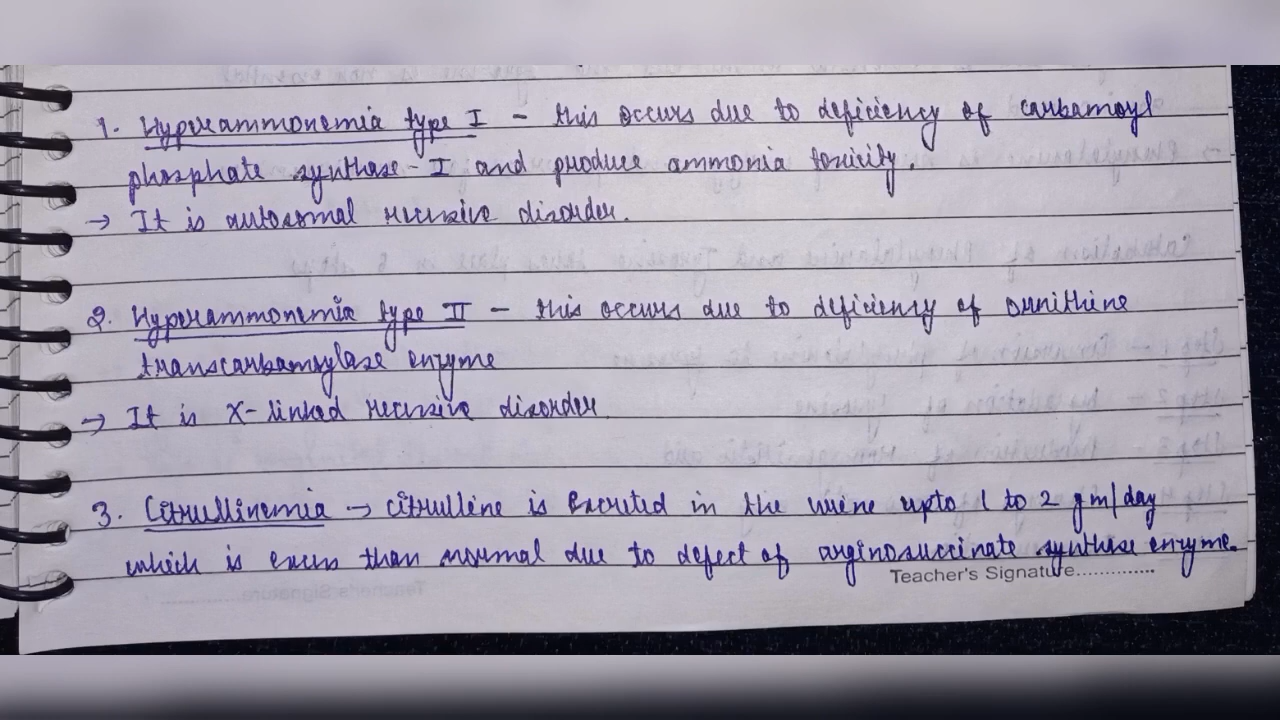 1. Hyperammonemia type I - this occurs due to deficiency of carbamoyl
phosphate synthase-I and produce ammonia toxicity.
→ It is autosomal recessive disorder.
2. Hyperammonemia type II - this occurs due to deficiency of ornithine
transcarbamylase enzyme
→ It is X-linked recessive disorder.
3. Citrullinemia → citrulline is Excreted in the urine upto 1 to 2 gm/day
which is excess than normal due to defect of arginosuccinate synthase enzyme.
Teacher's Signature..............